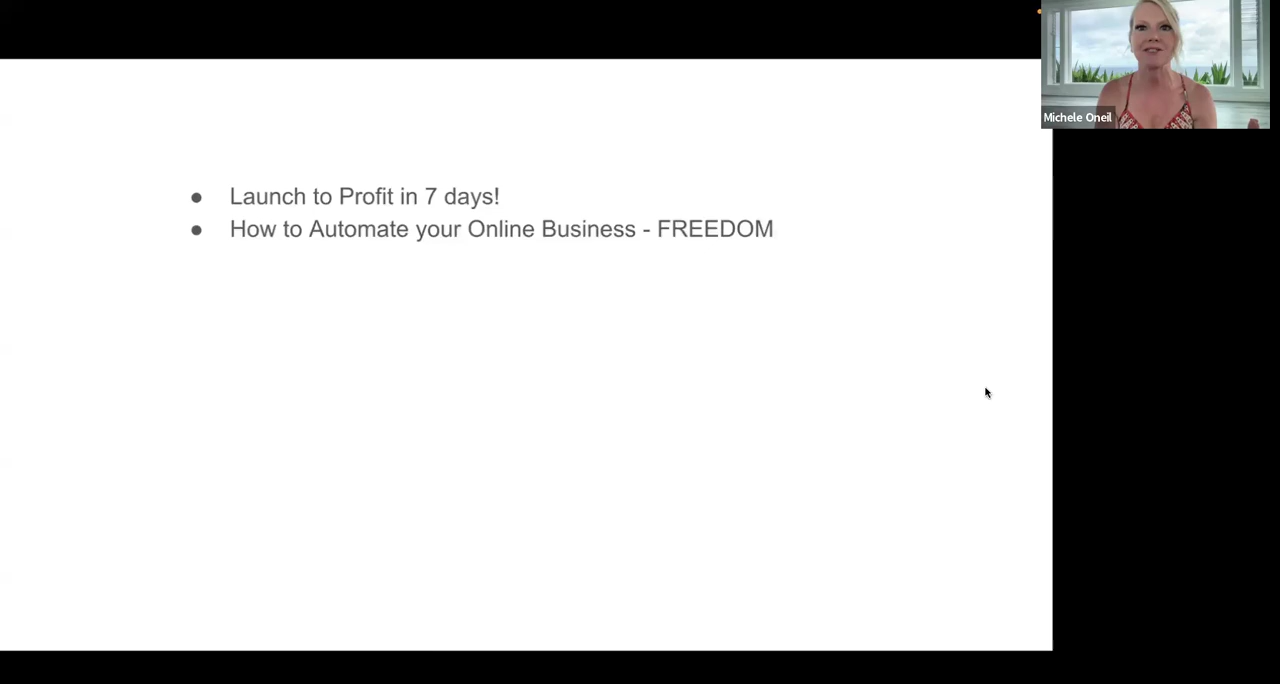 Michele Oneil
● Launch to Profit in 7 days!
● How to Automate your Online Business - FREEDOM